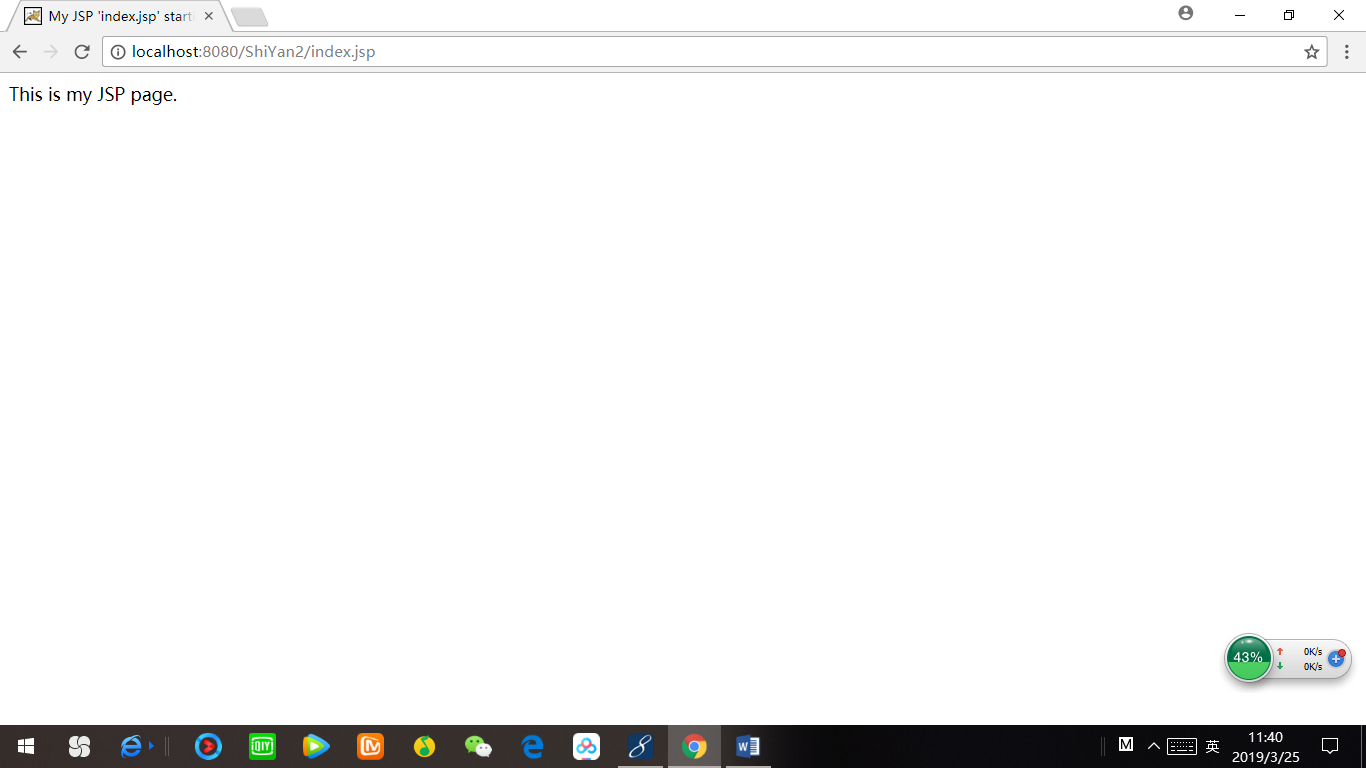 My JSP 'index.jsp' start
localhost:8080/ShiYan2/index.jsp
This is my JSP page.
43%
0K/s
0K/s
iQIYI
M
英
11:40
2019/3/25